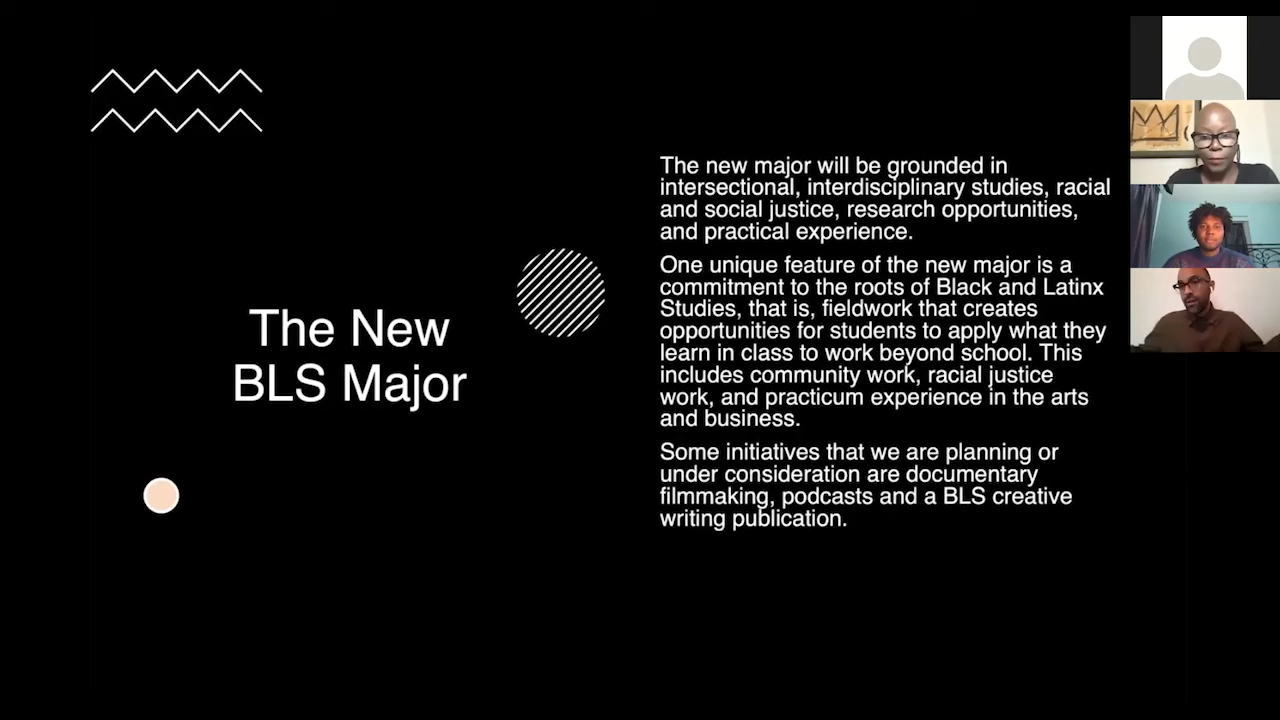 The New
BLS Major
The new major will be grounded in
intersectional, interdisciplinary studies, racial
and social justice, research opportunities,
and practical experience.
One unique feature of the new major is a
commitment to the roots of Black and Latinx
Studies, that is, fieldwork that creates
opportunities for students to apply what they
learn in class to work beyond school. This
includes community work, racial justice
work, and practicum experience in the arts
and business.
Some initiatives that we are planning or
under consideration are documentary
filmmaking, podcasts and a BLS creative
writing publication.